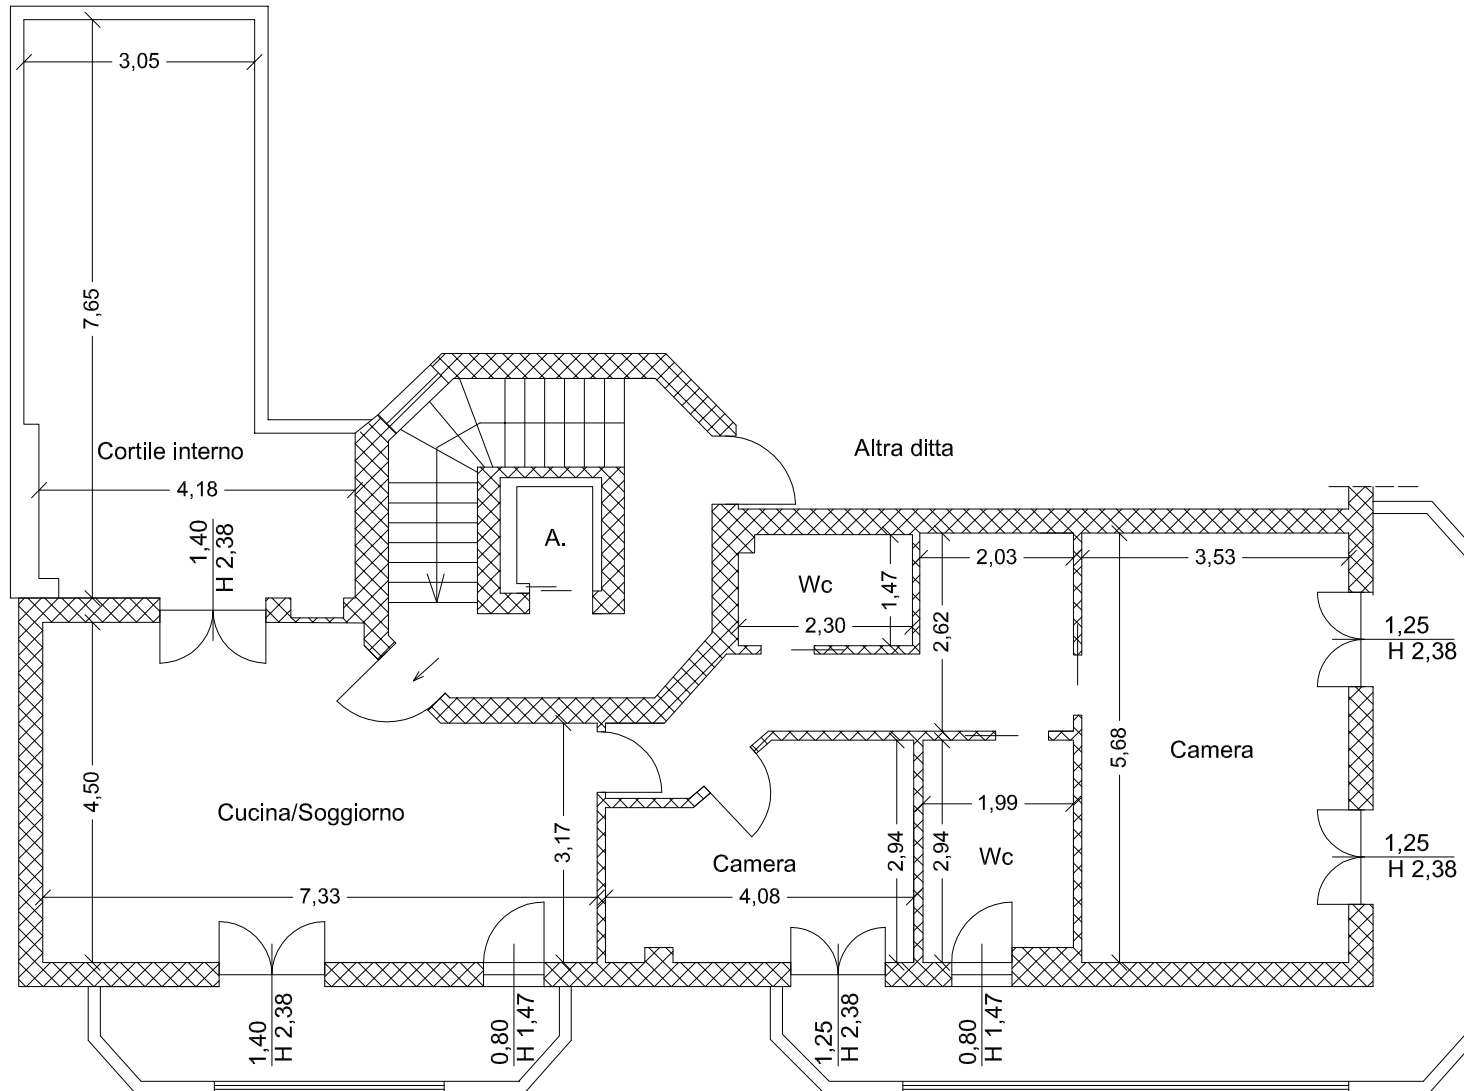 3,05
7,65
Cortile interno
4,18
1,40
H 2,38
Altra ditta
A.
Wc
1,47
2,30
2,03
2,62
3,53
1,25
H 2,38
5,68
Camera
4,50
Cucina/Soggiorno
3,17
7,33
Camera
4,08
2,94
2,94
1,99
Wc
1,25
H 2,38
1,40
H 2,38
0,80
H 1,47
1,25
H 2,38
0,80
H 1,47